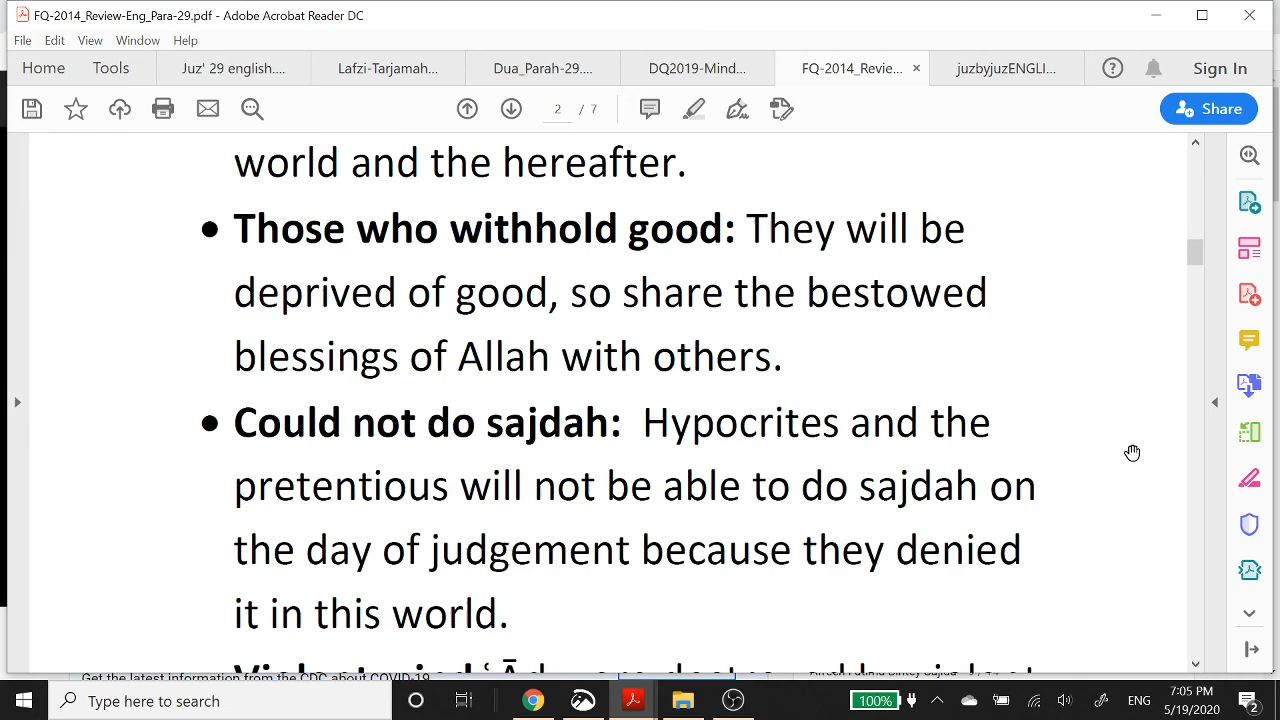 FQ-2014_Review-Eng_Para-29.pdf - Adobe Acrobat Reader DC
File Edit View Window Help
Home Tools Juz' 29 english.... Lafzi-Tarjamah... Dua_Parah-29.... DQ2019-Mind... FQ-2014_Revie... × juzbyjuzENGLI... Sign In
2 / 7 Share
world and the hereafter.
• Those who withhold good: They will be
deprived of good, so share the bestowed
blessings of Allah with others.
• Could not do sajdah: Hypocrites and the
pretentious will not be able to do sajdah on
the day of judgement because they denied
it in this world.
Get the latest information from the CDC about COVID-19
Type here to search 100% ENG 7:05 PM
5/19/2020 2